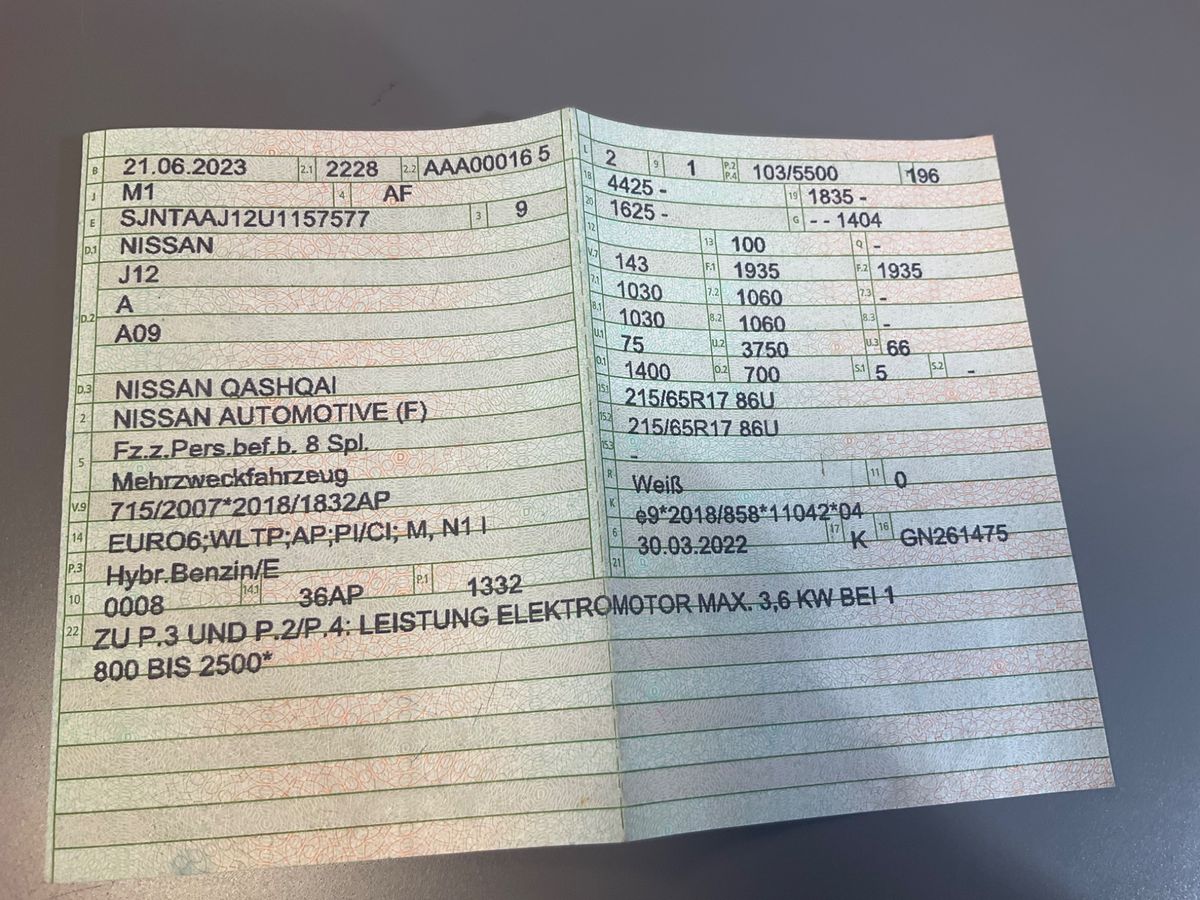 B 21.06.2023 2.1 2228 2.2 AAA00016 5
J M1 4 AF
E SJNTAAJ12U1157577 3 9
D.1 NISSAN
J12
D.2 A
A09
D.3 NISSAN QASHQAI
2 NISSAN AUTOMOTIVE (F)
5 Fz.z.Pers.bef.b. 8 Spl.
Mehrzweckfahrzeug
V.9 715/2007*2018/1832AP
14 EURO6;WLTP;AP;PI/CI; M, N1 I
P.3 Hybr.Benzin/E
10 0008 14.1 36AP P.1 1332
L 2 9 1 P.2 P.4 103/5500 196
18 4425 - 19 1835 -
20 1625 - G - - 1404
12 13 100 Q -
V.7 143 F.1 1935 F.2 1935
7.1 1030 7.2 1060 7.3 -
8.1 1030 8.2 1060 8.3 -
U.1 75 U.2 3750 U.3 66
O.1 1400 O.2 700 S.1 5 S.2 -
15.1 215/65R17 86U
15.2 215/65R17 86U
15.3 -
R Weiß 11 0
K e9*2018/858*11042*04
6 30.03.2022 17 K 16 GN261475
21
22 ZU P.3 UND P.2/P.4: LEISTUNG ELEKTROMOTOR MAX. 3,6 KW BEI 1
800 BIS 2500*